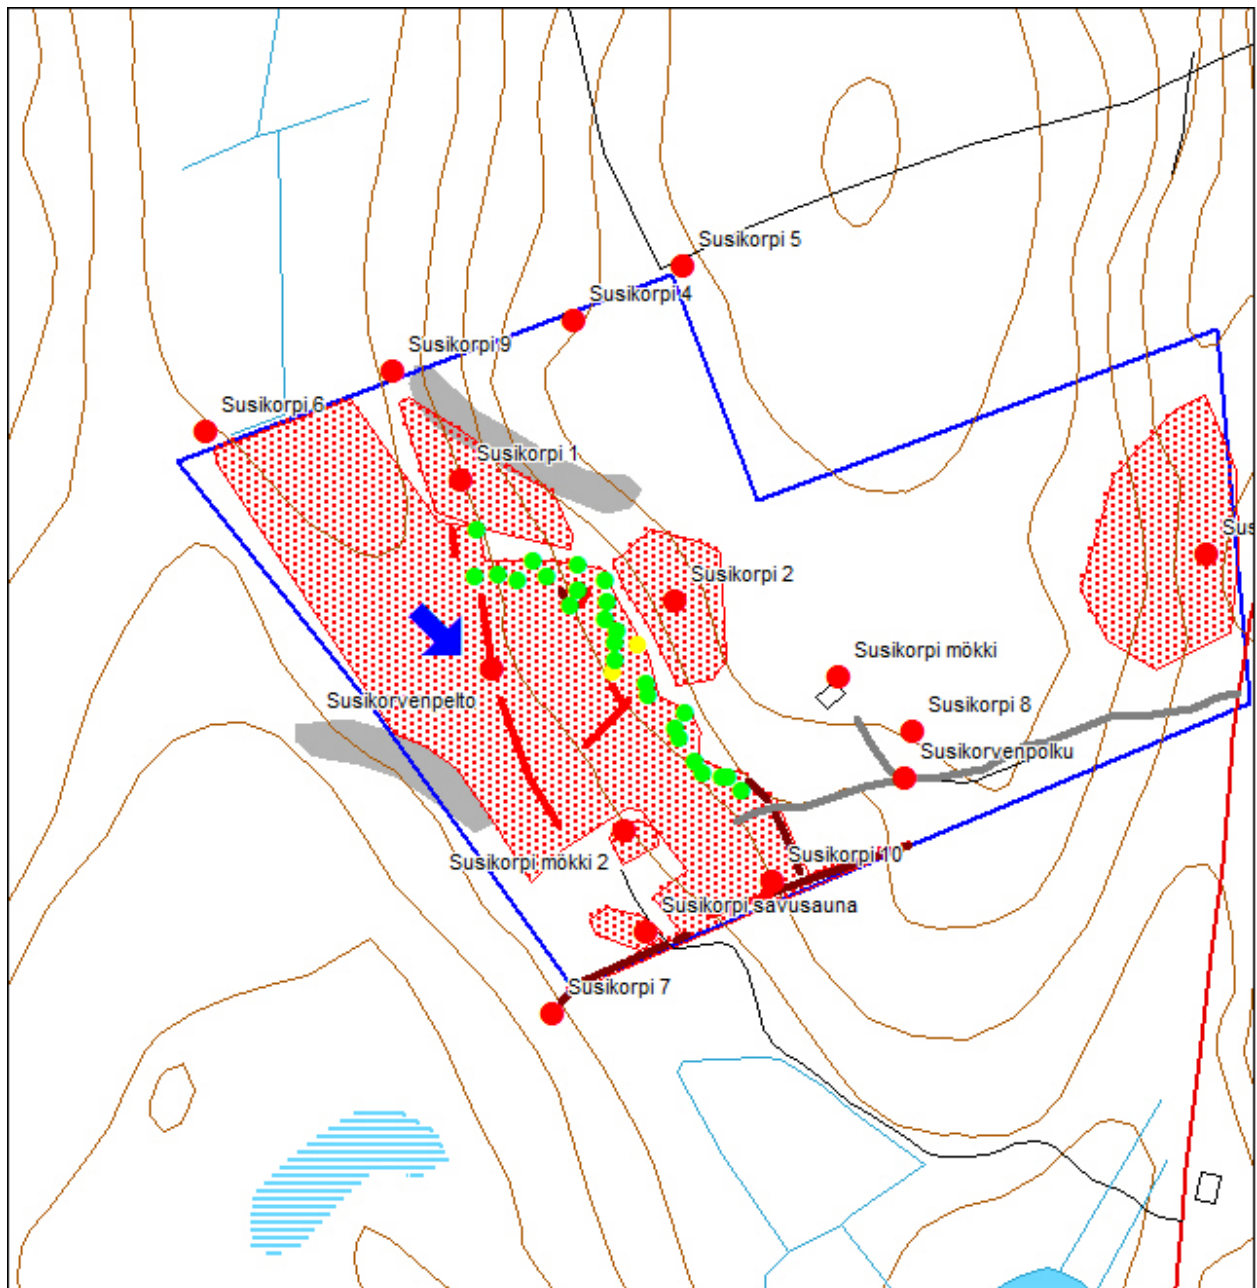 Susikorpi 5
Susikorpi 4
Susikorpi 9
Susikorpi 6
Susikorpi 1
Sus
Susikorpi 2
Susikorpi mökki
Susikorvenpelto
Susikorpi 8
Susikorvenpolku
Susikorpi mökki 2
Susikorpi 10
Susikorpi savusauna
Susikorpi 7